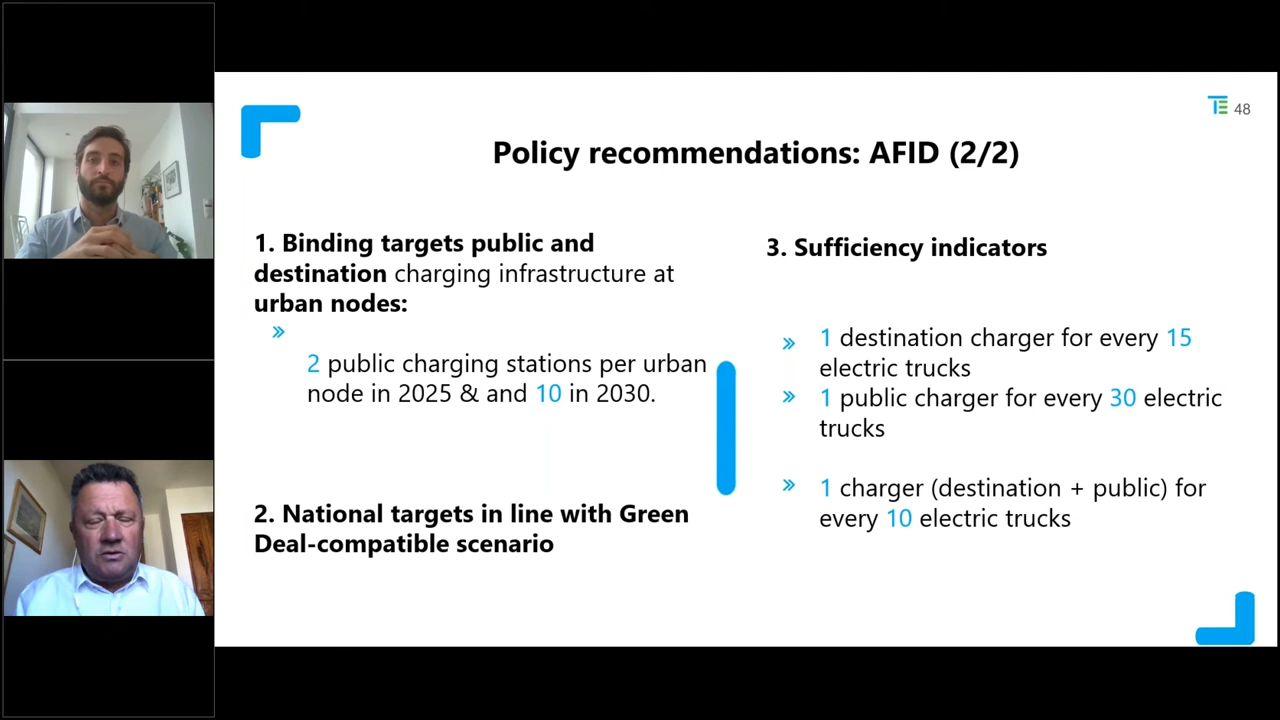 TE 48
Policy recommendations: AFID (2/2)
1. Binding targets public and
destination charging infrastructure at
urban nodes:
»
2 public charging stations per urban
node in 2025 & and 10 in 2030.
2. National targets in line with Green
Deal-compatible scenario
3. Sufficiency indicators
» 1 destination charger for every 15
electric trucks
» 1 public charger for every 30 electric
trucks
» 1 charger (destination + public) for
every 10 electric trucks